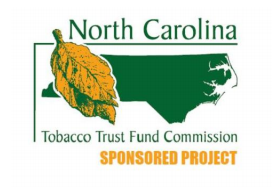 North Carolina
Tobacco Trust Fund Commission
SPONSORED PROJECT